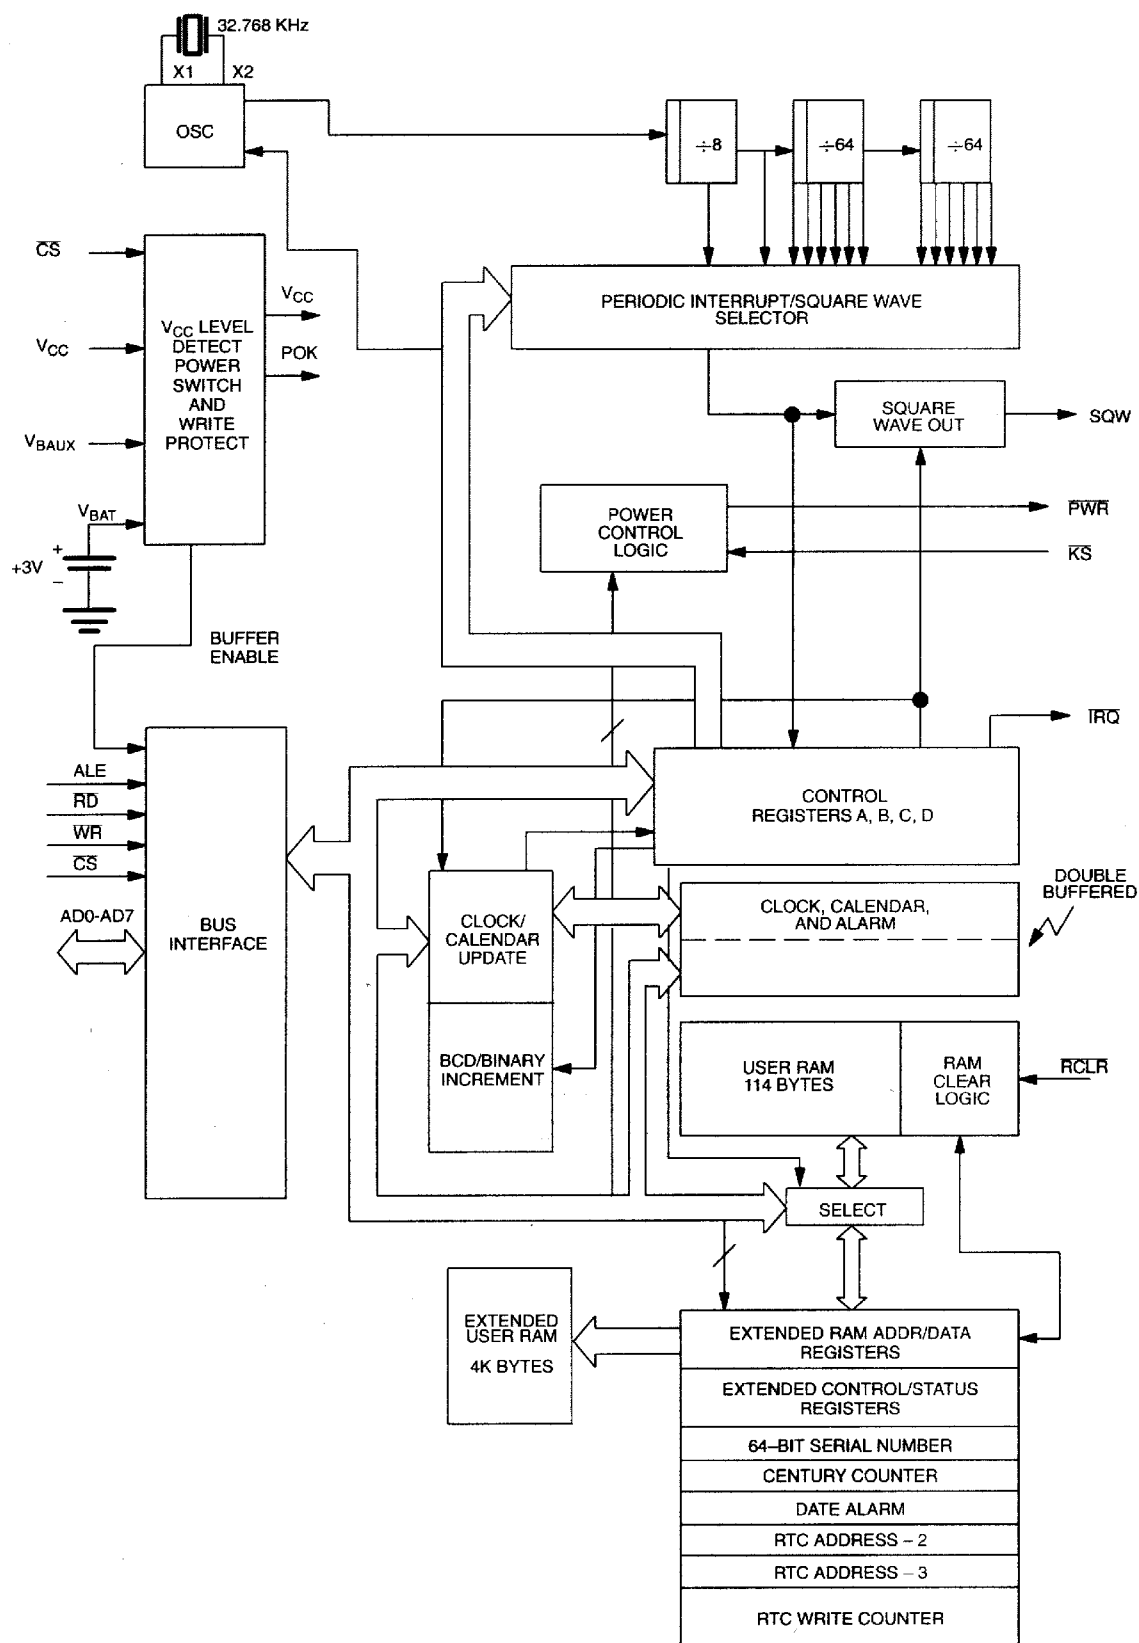 32.768 KHz
X1
X2
OSC
÷8
÷64
÷64
CS
VCC
VBAUX
VBAT
+3V
+
–
VCC LEVEL
DETECT
POWER
SWITCH
AND
WRITE
PROTECT
VCC
POK
PERIODIC INTERRUPT/SQUARE WAVE
SELECTOR
SQUARE
WAVE OUT
SQW
POWER
CONTROL
LOGIC
PWR
KS
BUFFER
ENABLE
IRQ
ALE
RD
WR
CS
AD0-AD7
BUS
INTERFACE
CONTROL
REGISTERS A, B, C, D
DOUBLE
BUFFERED
CLOCK/
CALENDAR
UPDATE
CLOCK, CALENDAR,
AND ALARM
BCD/BINARY
INCREMENT
USER RAM
114 BYTES
RAM
CLEAR
LOGIC
RCLR
SELECT
EXTENDED
USER RAM
4K BYTES
EXTENDED RAM ADDR/DATA
REGISTERS
EXTENDED CONTROL/STATUS
REGISTERS
64–BIT SERIAL NUMBER
CENTURY COUNTER
DATE ALARM
RTC ADDRESS – 2
RTC ADDRESS – 3
RTC WRITE COUNTER